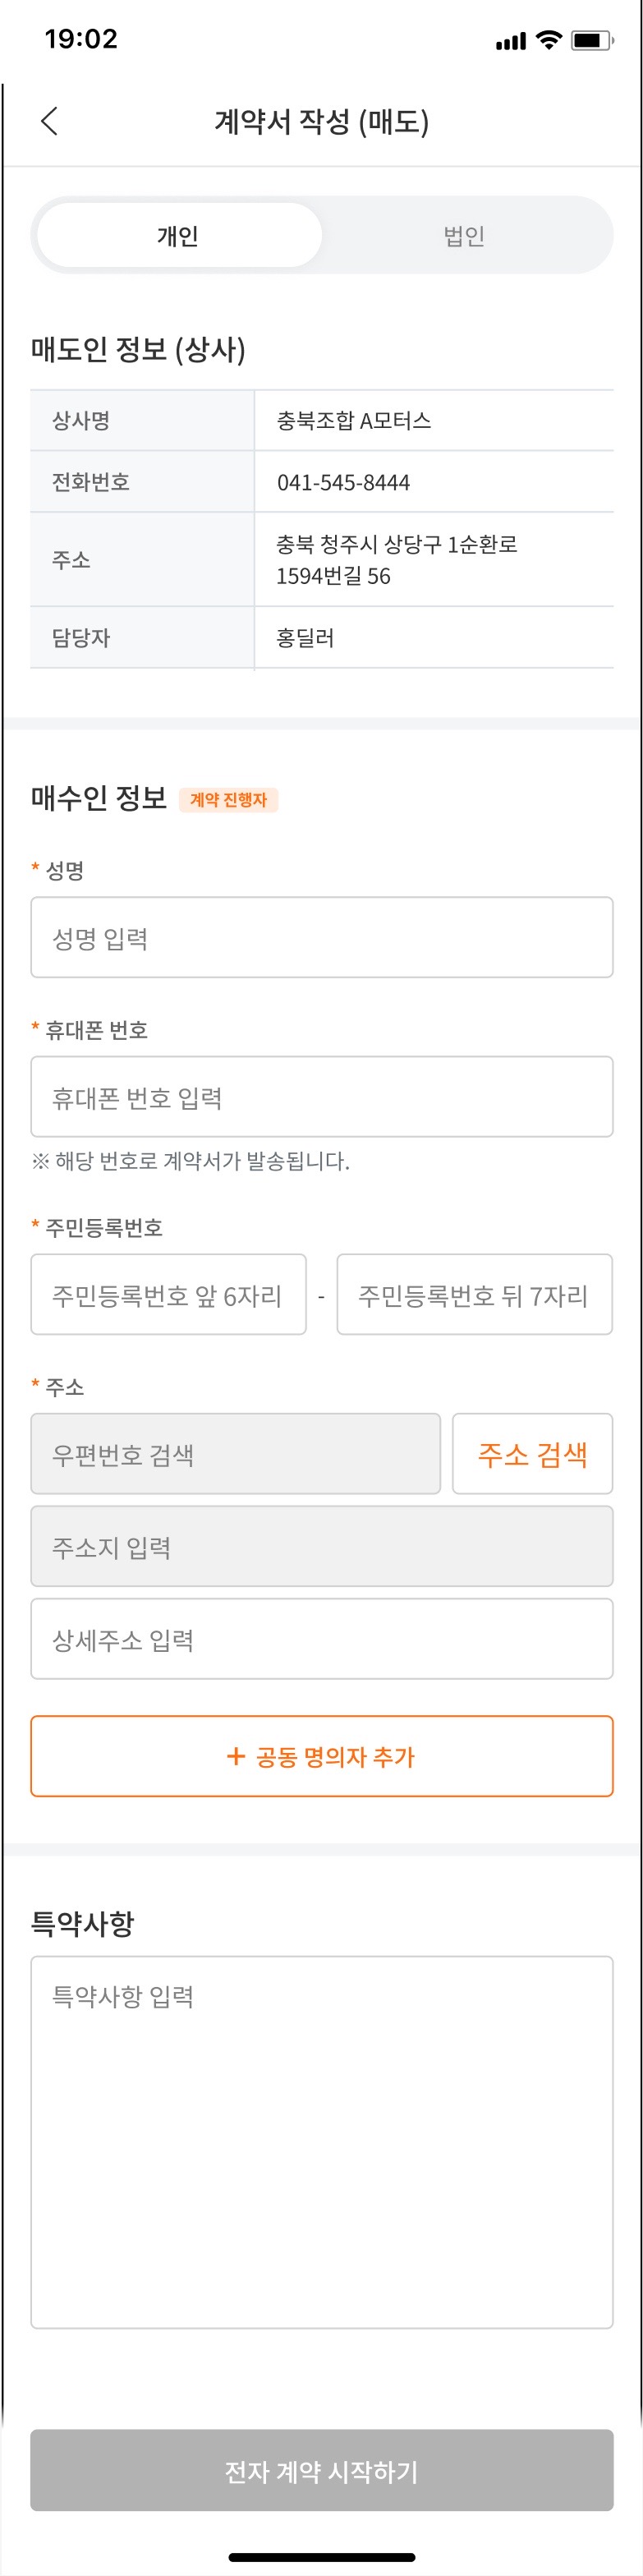 19:02
계약서 작성 (매도)
개인
법인
매도인 정보 (상사)
상사명
충북조합 A모터스
전화번호
041-545-8444
주소
충북 청주시 상당구 1순환로
1594번길 56
담당자
홍딜러
매수인 정보 계약 진행자
* 성명
성명 입력
* 휴대폰 번호
휴대폰 번호 입력
※ 해당 번호로 계약서가 발송됩니다.
* 주민등록번호
주민등록번호 앞 6자리 - 주민등록번호 뒤 7자리
* 주소
우편번호 검색
주소 검색
주소지 입력
상세주소 입력
+ 공동 명의자 추가
특약사항
특약사항 입력
전자 계약 시작하기